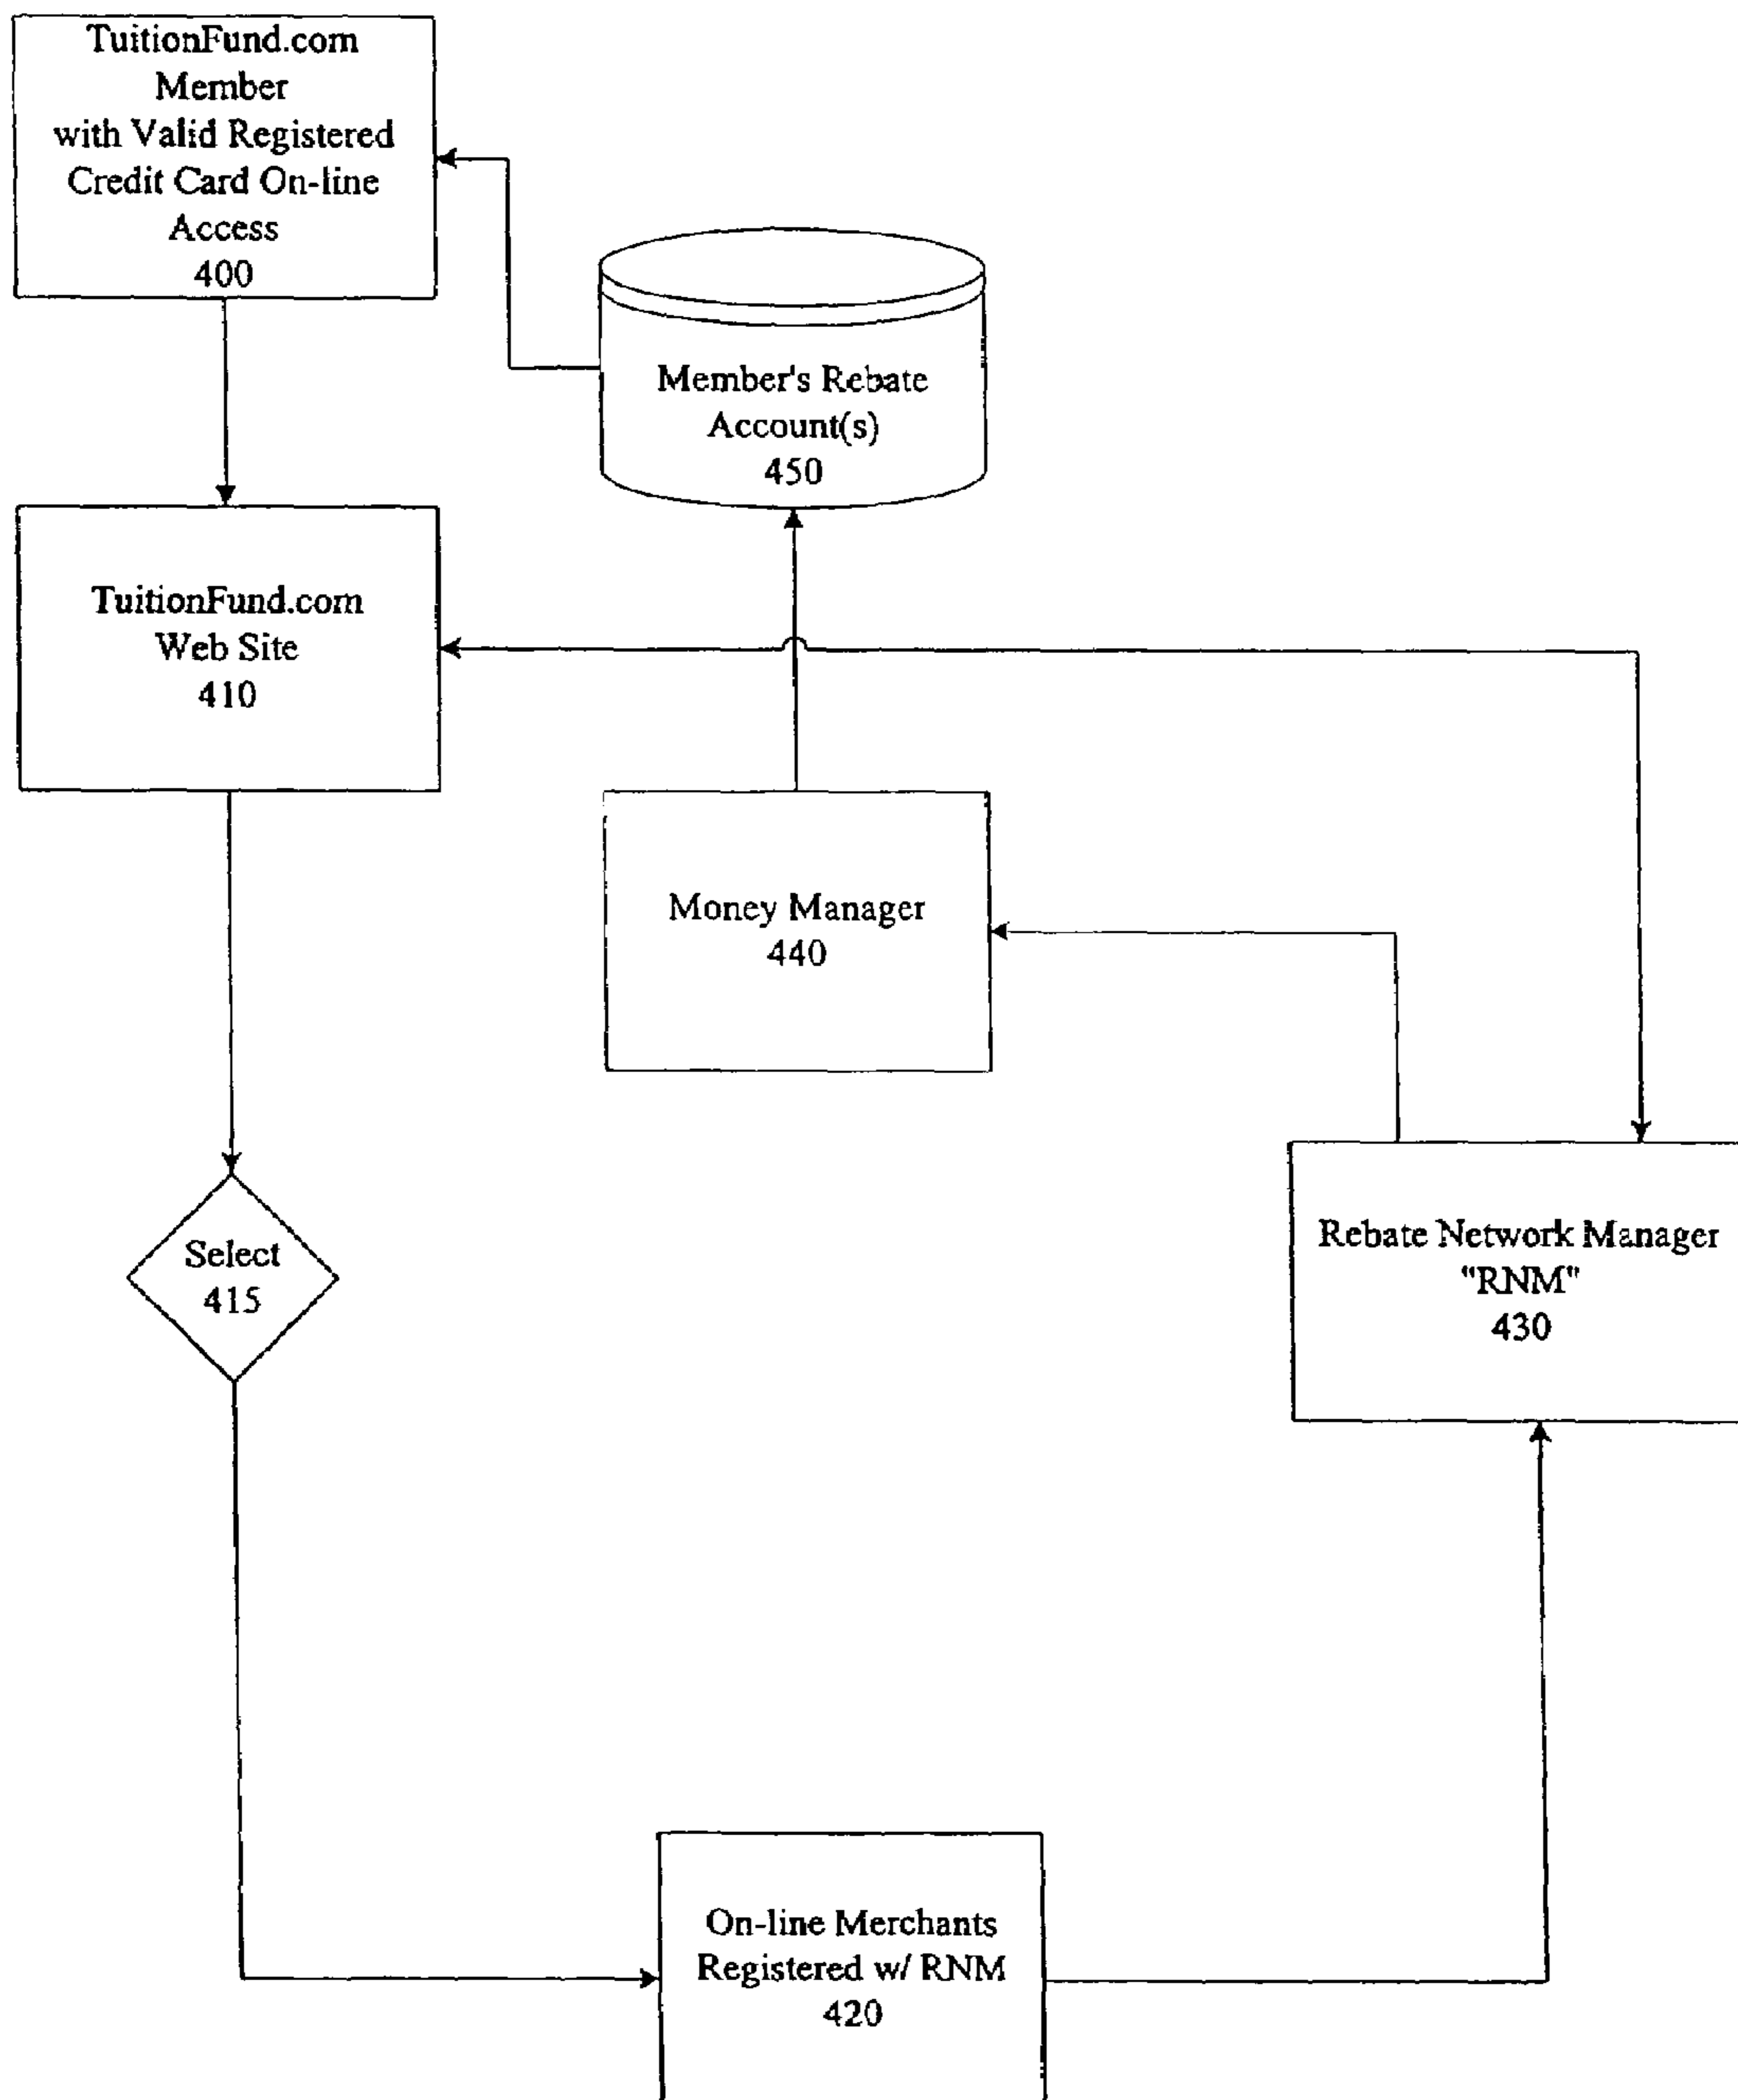 TuitionFund.com
Member
with Valid Registered
Credit Card On-line
Access
400
Member's Rebate
Account(s)
450
TuitionFund.com
Web Site
410
Money Manager
440
Select
415
Rebate Network Manager
"RNM"
430
On-line Merchants
Registered w/ RNM
420